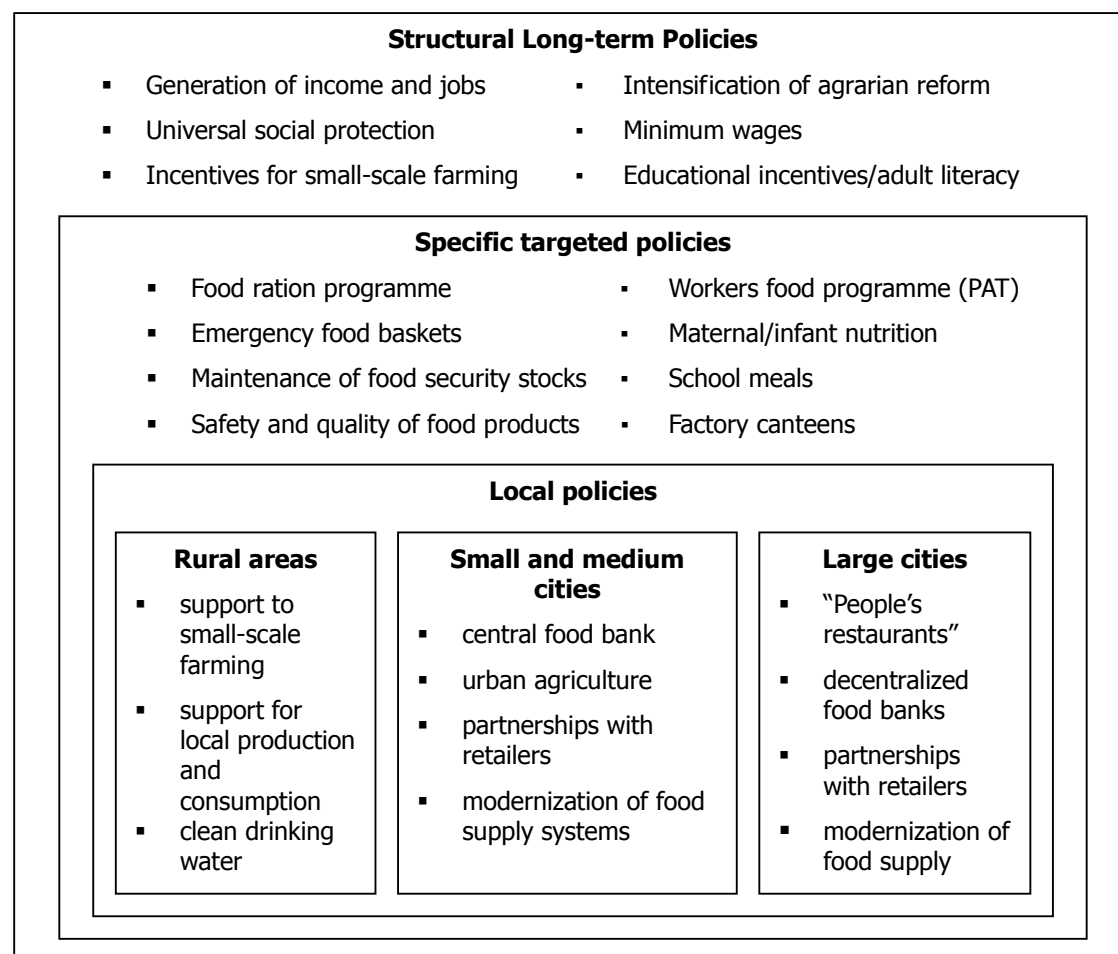 Structural Long-term Policies
▪ Generation of income and jobs
▪ Universal social protection
▪ Incentives for small-scale farming
▪ Intensification of agrarian reform
▪ Minimum wages
▪ Educational incentives/adult literacy
Specific targeted policies
▪ Food ration programme
▪ Emergency food baskets
▪ Maintenance of food security stocks
▪ Safety and quality of food products
▪ Workers food programme (PAT)
▪ Maternal/infant nutrition
▪ School meals
▪ Factory canteens
Local policies
Rural areas
▪ support to
small-scale
farming
▪ support for
local production
and
consumption
▪ clean drinking
water
Small and medium
cities
▪ central food bank
▪ urban agriculture
▪ partnerships with
retailers
▪ modernization of food
supply systems
Large cities
▪ “People’s
restaurants”
▪ decentralized
food banks
▪ partnerships
with retailers
▪ modernization of
food supply